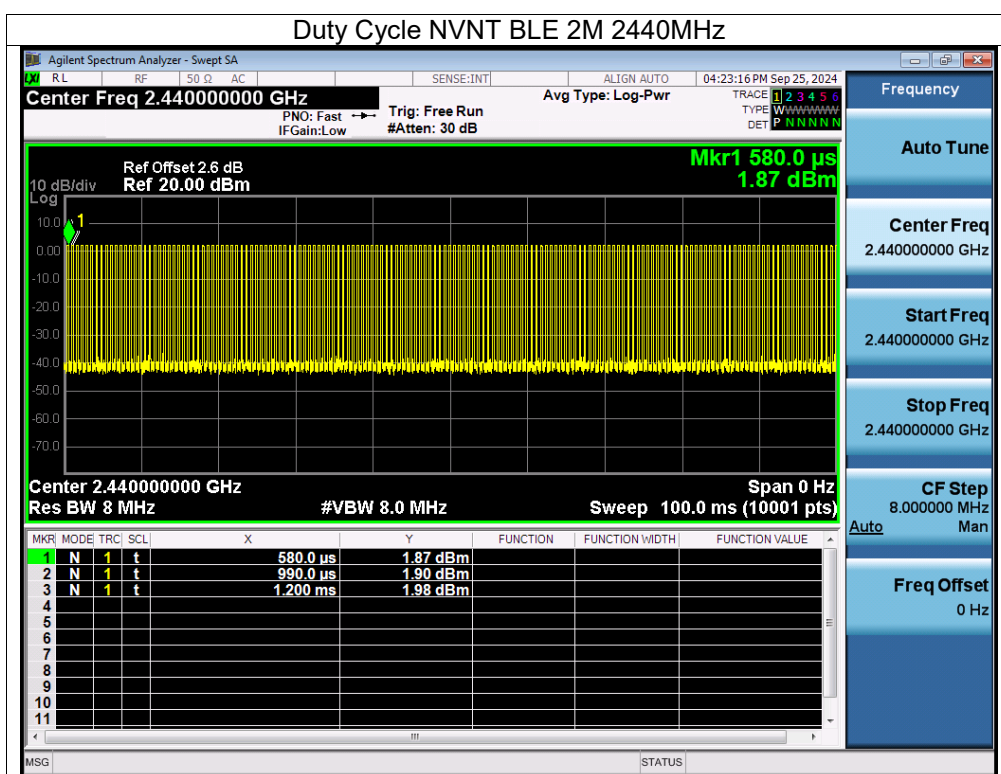 Duty Cycle NVNT BLE 2M 2440MHz
Agilent Spectrum Analyzer - Swept SA
LXI RL RF 50 Ω AC SENSE:INT ALIGN AUTO 04:23:16 PM Sep 25, 2024
Center Freq 2.440000000 GHz
PNO: Fast
IFGain:Low
Trig: Free Run
#Atten: 30 dB
Avg Type: Log-Pwr
TRACE 1 2 3 4 5 6
TYPE WWWWWW
DET P N N N N N
10 dB/div
Log
Ref Offset 2.6 dB
Ref 20.00 dBm
Mkr1 580.0 µs
1.87 dBm
1
10.0
0.00
-10.0
-20.0
-30.0
-40.0
-50.0
-60.0
-70.0
Center 2.440000000 GHz Span 0 Hz
Res BW 8 MHz #VBW 8.0 MHz Sweep 100.0 ms (10001 pts)
MKR MODE TRC SCL X Y FUNCTION FUNCTION WIDTH FUNCTION VALUE
1 N 1 t 580.0 µs 1.87 dBm
2 N 1 t 990.0 µs 1.90 dBm
3 N 1 t 1.200 ms 1.98 dBm
4
5
6
7
8
9
10
11
MSG STATUS
Frequency
Auto Tune
Center Freq
2.440000000 GHz
Start Freq
2.440000000 GHz
Stop Freq
2.440000000 GHz
CF Step
8.000000 MHz
Auto Man
Freq Offset
0 Hz